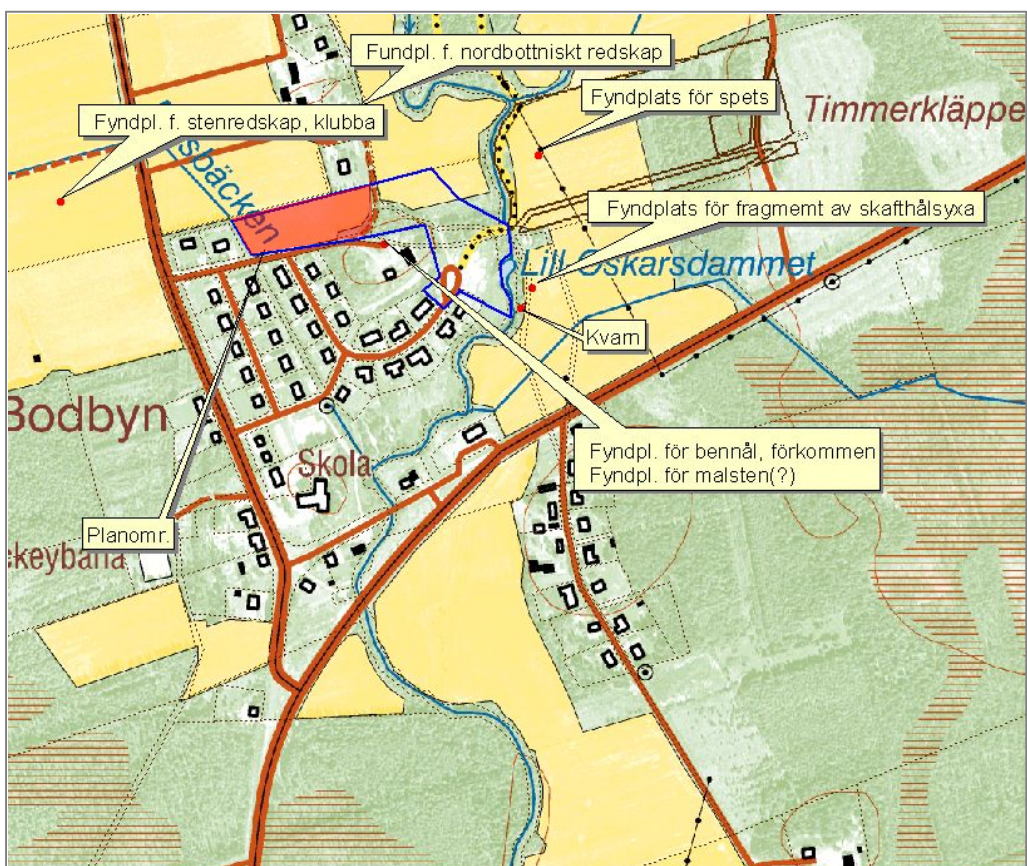 Fundpl. f. nordbottniskt redskap
Fyndplats för spets
Fyndpl. f. stenredskap, klubba
Timmerkläppe
sbäcken
Fyndplats för fragmemt av skafthålsyxa
Lill Oskarsdammet
Kvarn
Bodbyn
Fyndpl. för bennål, förkommen
Fyndpl. för malsten(?)
Skola
Planomr.
ckeybana